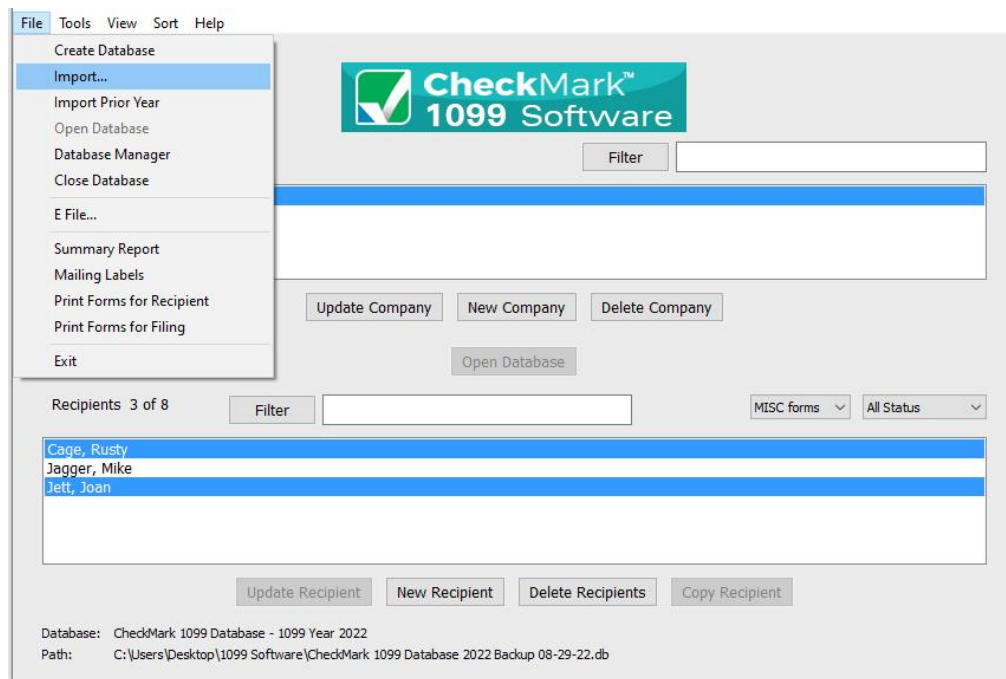 File Tools View Sort Help
Create Database
Import...
Import Prior Year
Open Database
Database Manager
Close Database
E File...
Summary Report
Mailing Labels
Print Forms for Recipient
Print Forms for Filing
Exit
CheckMark™
1099 Software
Filter
Update Company New Company Delete Company
Open Database
Recipients 3 of 8 Filter MISC forms All Status
Cage, Rusty
Jagger, Mike
Jett, Joan
Update Recipient New Recipient Delete Recipients Copy Recipient
Database: CheckMark 1099 Database - 1099 Year 2022
Path: C:\Users\Desktop\1099 Software\CheckMark 1099 Database 2022 Backup 08-29-22.db